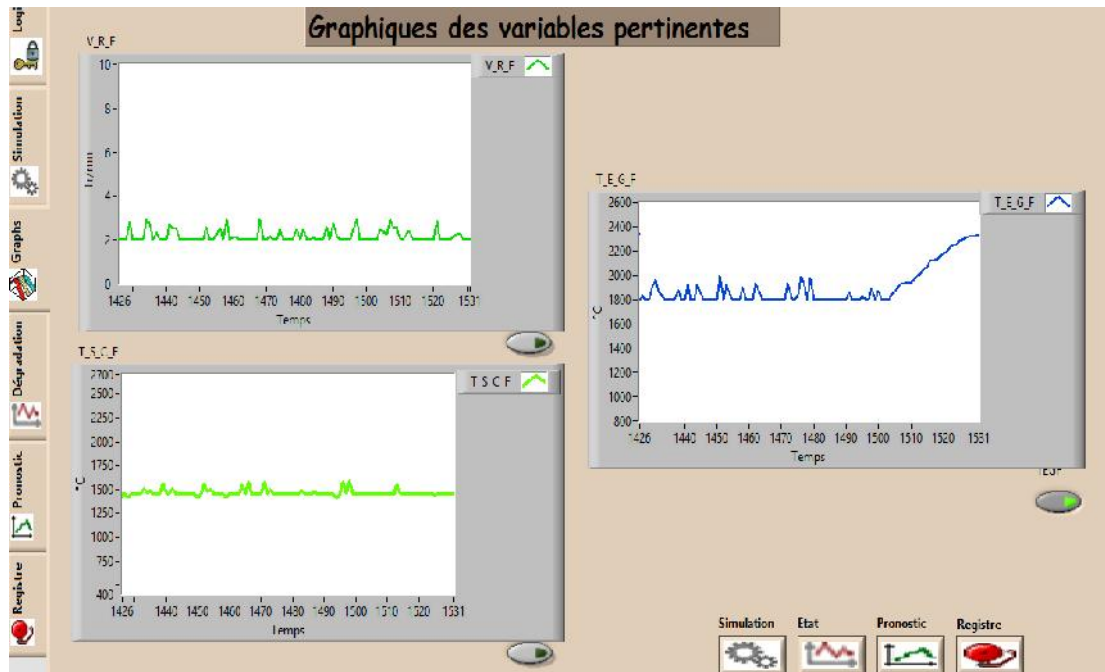 Graphiques des variables pertinentes
Simulation
Graphs
Dégradation
Pronostic
Registre
V_R_F
V_R_F
10
8
6
4
2
0
tr/mn
1426 1440 1450 1460 1470 1480 1490 1500 1510 1520 1531
Temps
T_S_C_F
T S C F
2700
2500
2250
2000
1750
1500
1250
1000
750
400
°C
1426 1440 1450 1460 1470 1480 1490 1500 1510 1520 1531
Temps
T_E_G_F
T_E_G_F
2600
2400
2200
2000
1800
1600
1400
1200
1000
800
°C
1426 1440 1450 1460 1470 1480 1490 1500 1510 1520 1531
Temps
Simulation Etat Pronostic Registre